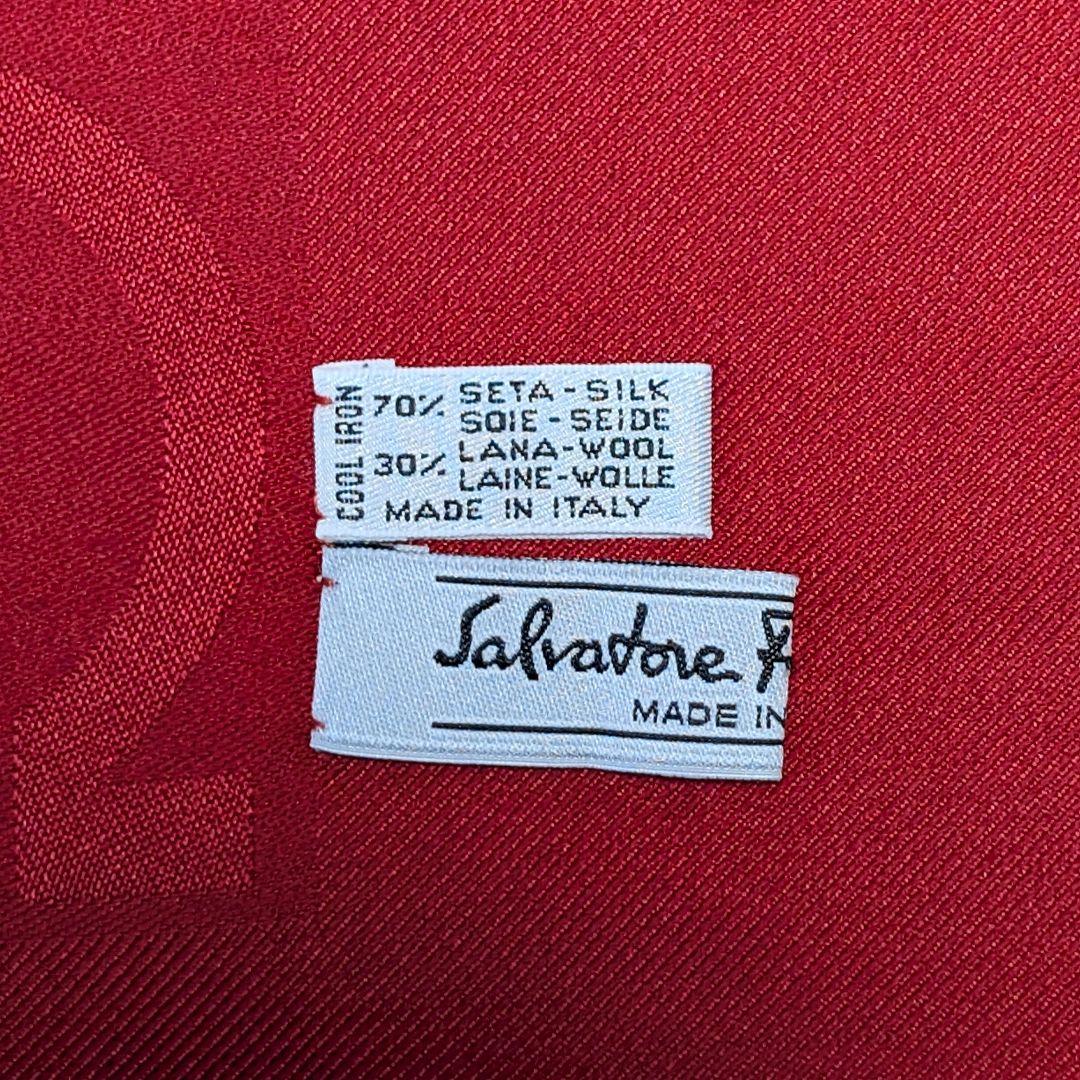 COOL IRON
70% SETA-SILK
SOIE-SEIDE
30% LANA-WOOL
LAINE-WOLLE
MADE IN ITALY
Salvatore
MADE IN